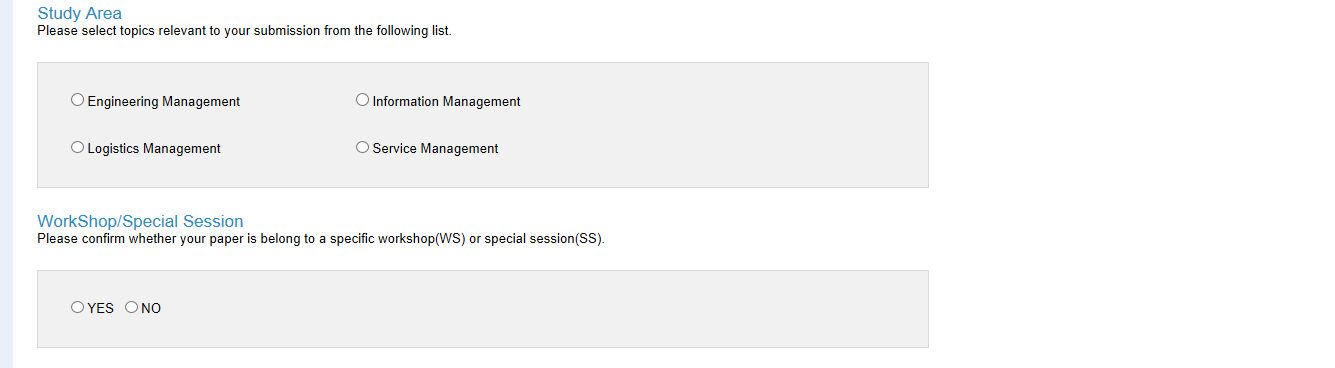 Study Area
Please select topics relevant to your submission from the following list.
Engineering Management Information Management
Logistics Management Service Management
WorkShop/Special Session
Please confirm whether your paper is belong to a specific workshop(WS) or special session(SS).
YES NO